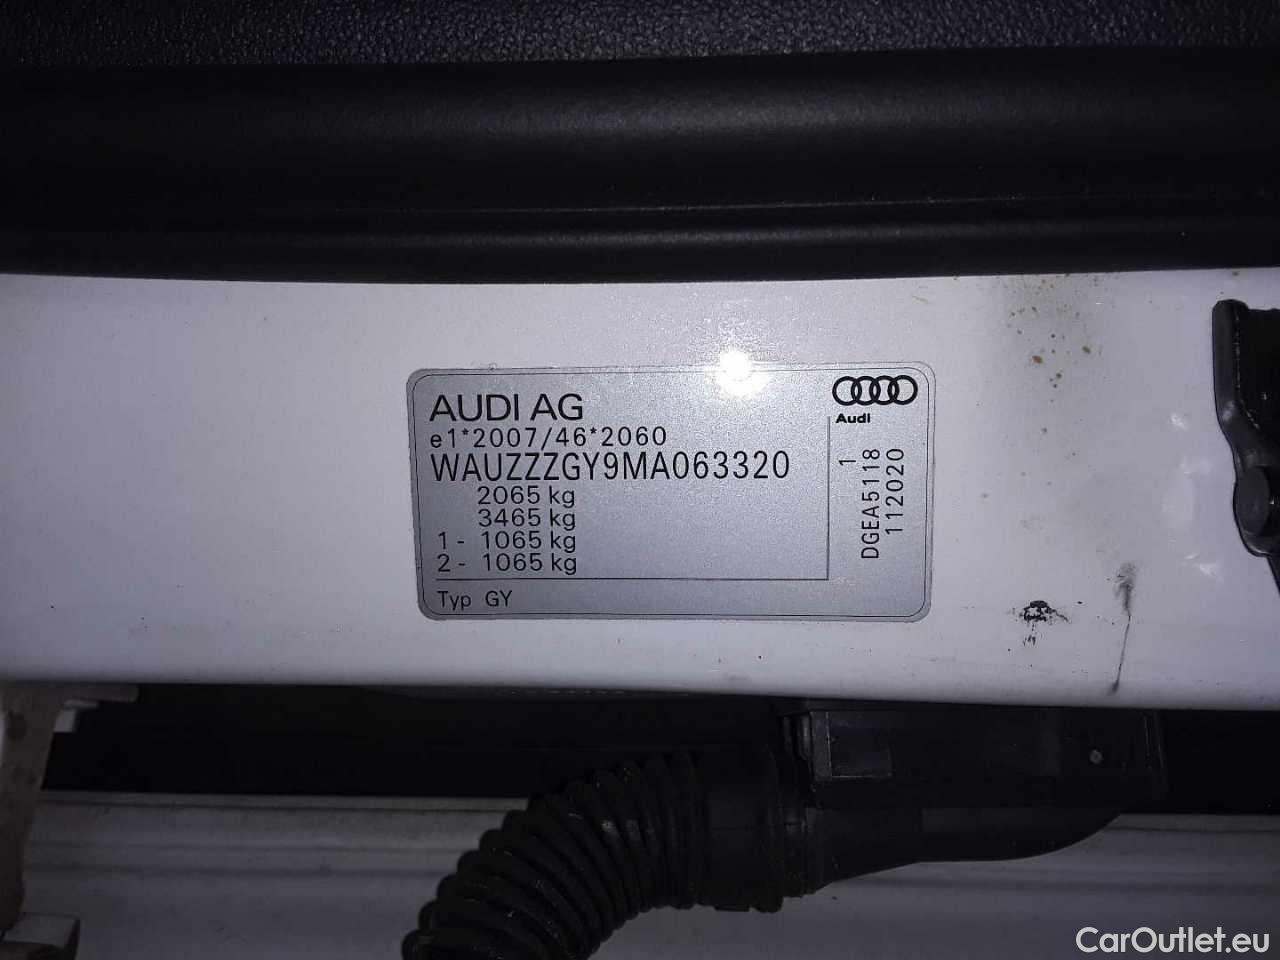 AUDI AG
e1*2007/46*2060
WAUZZZGY9MA063320
2065 kg
3465 kg
1 - 1065 kg
2 - 1065 kg
Typ GY
Audi
DGEA5118 1
112020
CarOutlet.eu